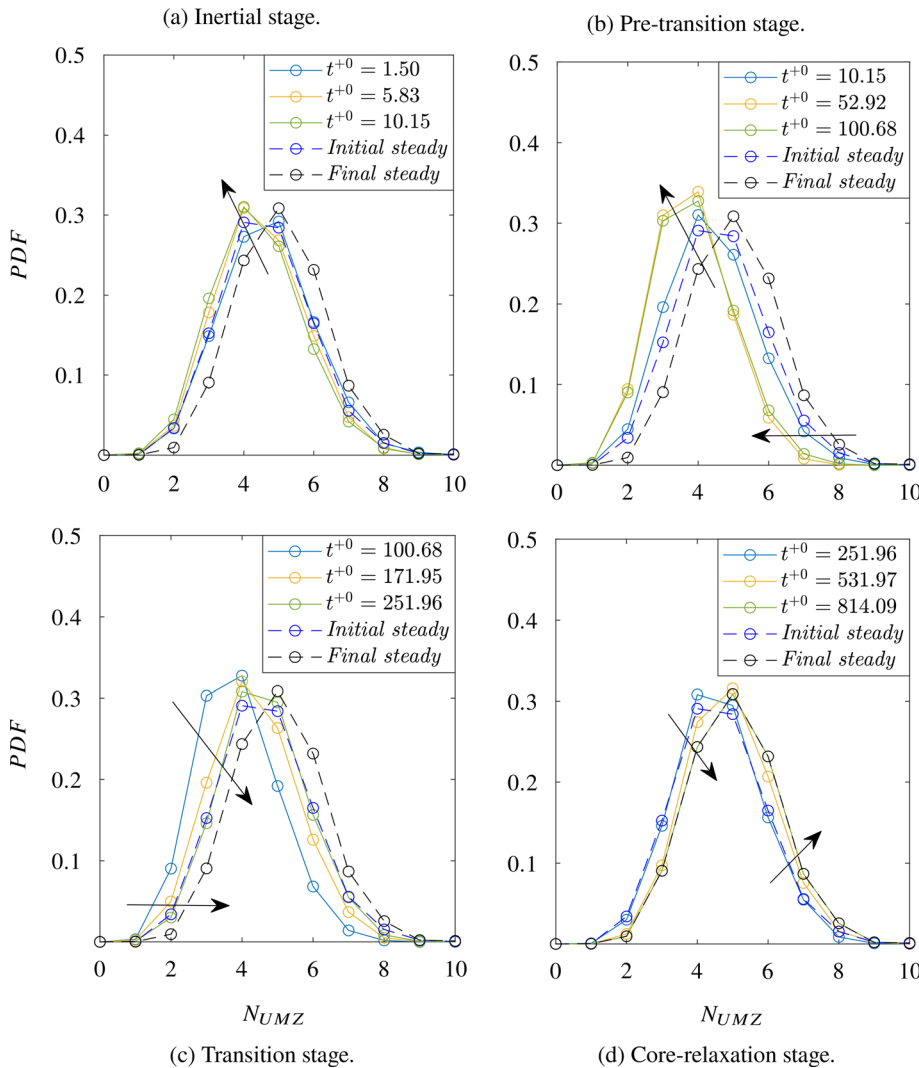 (a) Inertial stage.
(b) Pre-transition stage.
0.5
0.4
0.3
0.2
0.1
PDF
t⁺⁰ = 1.50
t⁺⁰ = 5.83
t⁺⁰ = 10.15
Initial steady
Final steady
0 2 4 6 8 10
0.5
0.4
0.3
0.2
0.1
t⁺⁰ = 10.15
t⁺⁰ = 52.92
t⁺⁰ = 100.68
Initial steady
Final steady
0 2 4 6 8 10
0.5
0.4
0.3
0.2
0.1
PDF
t⁺⁰ = 100.68
t⁺⁰ = 171.95
t⁺⁰ = 251.96
Initial steady
Final steady
0 2 4 6 8 10
N_UMZ
0.5
0.4
0.3
0.2
0.1
t⁺⁰ = 251.96
t⁺⁰ = 531.97
t⁺⁰ = 814.09
Initial steady
Final steady
0 2 4 6 8 10
N_UMZ
(c) Transition stage.
(d) Core-relaxation stage.